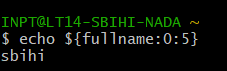 INPT@LT14-SBIHI-NADA ~
$ echo ${fullname:0:5}
sbihi